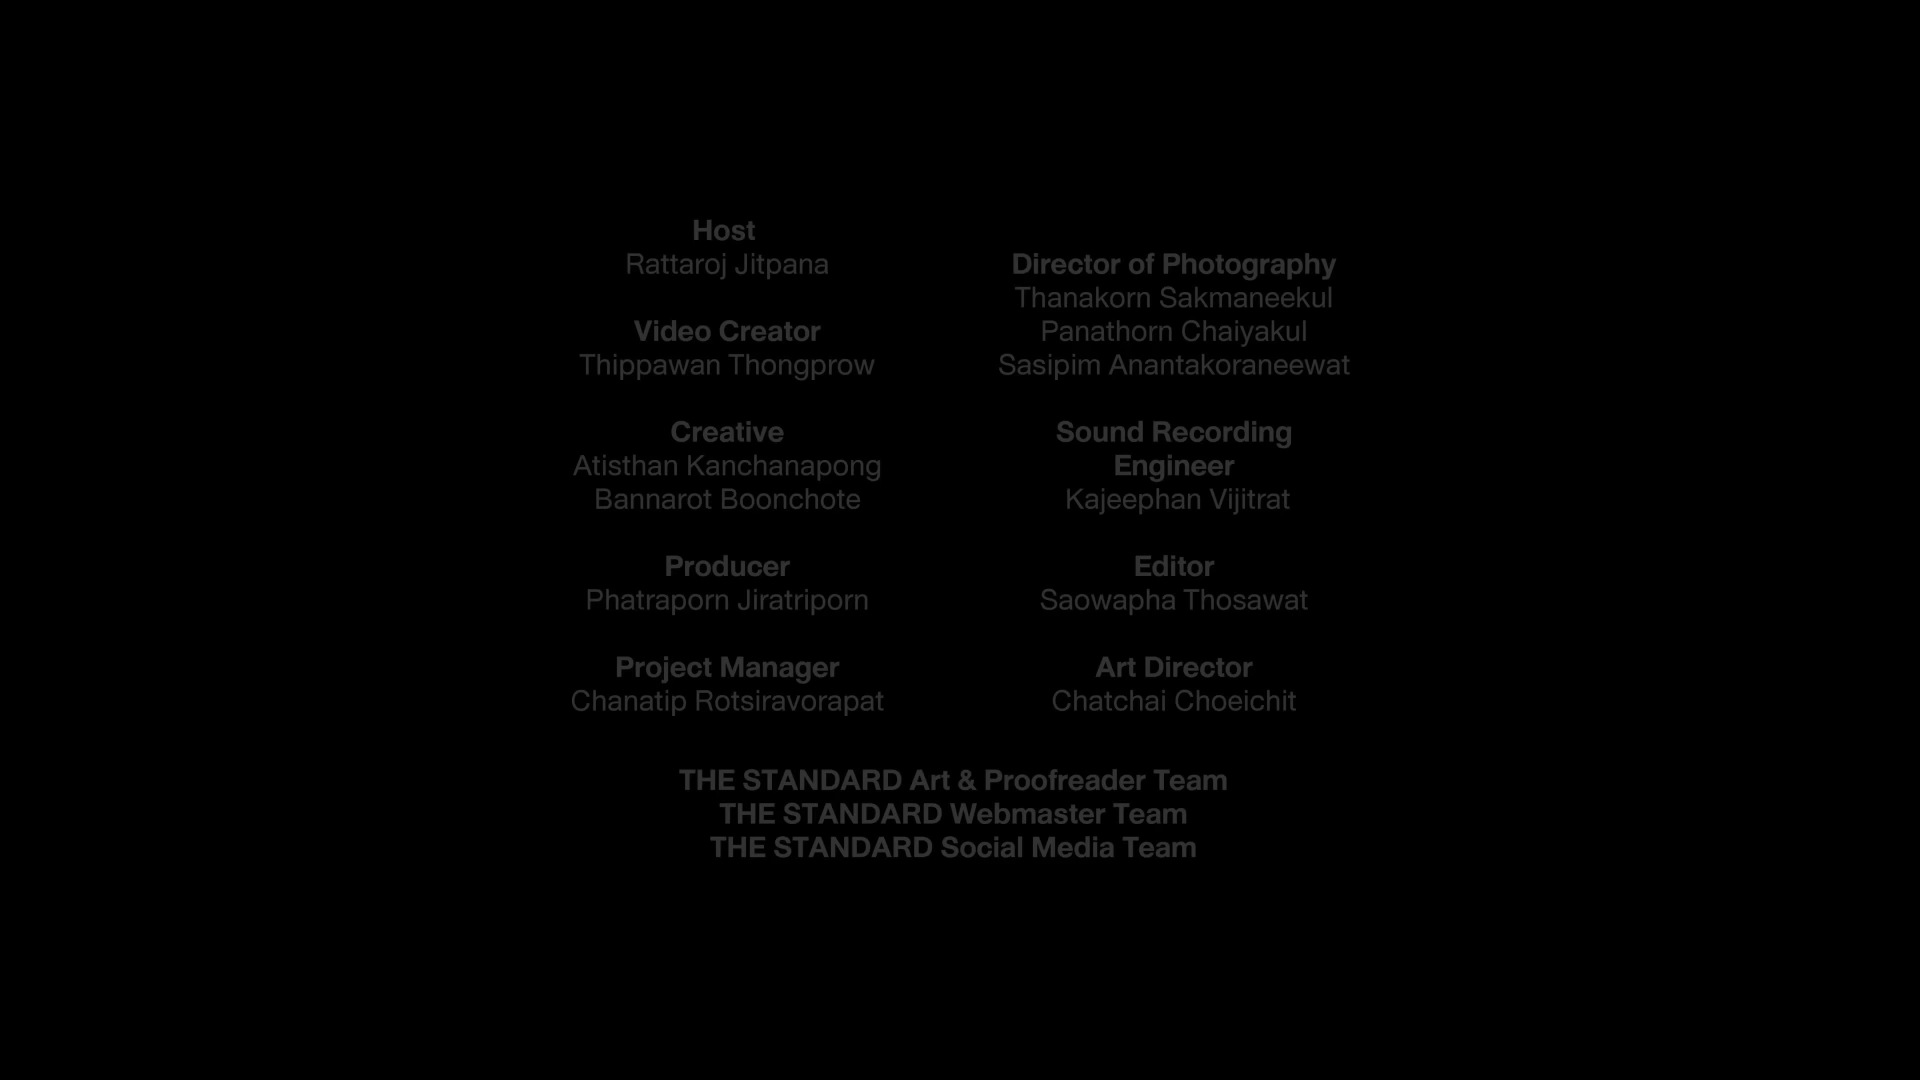 Host
Rattaroj Jitpana
Video Creator
Thippawan Thongprow
Creative
Atisthan Kanchanapong
Bannarot Boonchote
Producer
Phatraporn Jiratriporn
Project Manager
Chanatip Rotsiravorapat
Director of Photography
Thanakorn Sakmaneekul
Panathorn Chaiyakul
Sasipim Anantakoraneewat
Sound Recording
Engineer
Kajeephan Vijitrat
Editor
Saowapha Thosawat
Art Director
Chatchai Choeichit
THE STANDARD Art & Proofreader Team
THE STANDARD Webmaster Team
THE STANDARD Social Media Team